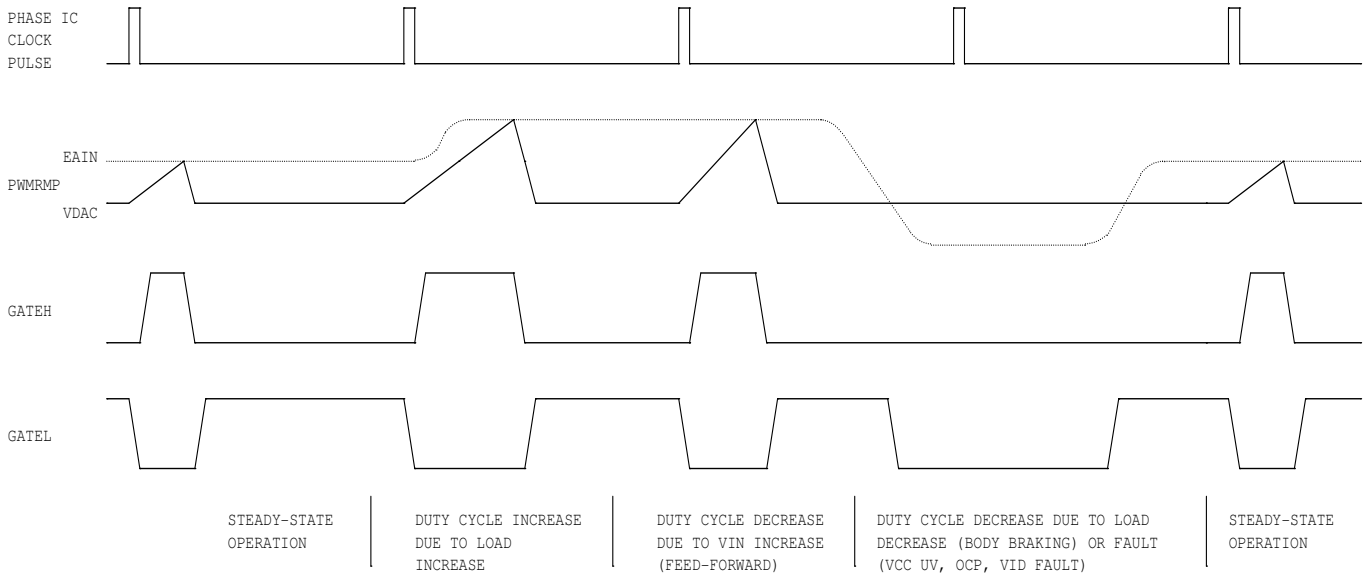 PHASE IC
CLOCK
PULSE
EAIN
PWMRMP
VDAC
GATEH
GATEL
STEADY-STATE
OPERATION
DUTY CYCLE INCREASE
DUE TO LOAD
INCREASE
DUTY CYCLE DECREASE
DUE TO VIN INCREASE
(FEED-FORWARD)
DUTY CYCLE DECREASE DUE TO LOAD
DECREASE (BODY BRAKING) OR FAULT
(VCC UV, OCP, VID FAULT)
STEADY-STATE
OPERATION